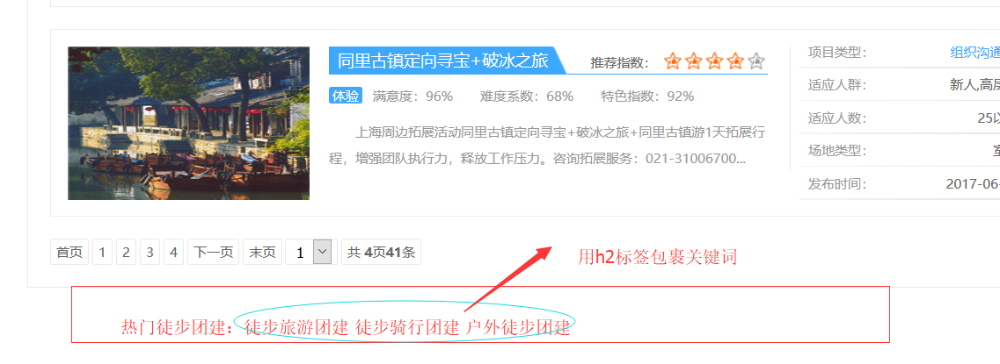 同里古镇定向寻宝+破冰之旅 推荐指数：
体验 满意度：96% 难度系数：68% 特色指数：92%
上海周边拓展活动同里古镇定向寻宝+破冰之旅+同里古镇游1天拓展行
程，增强团队执行力，释放工作压力。咨询拓展服务：021-31006700...
项目类型： 组织沟通
适应人群： 新人,高层
适应人数： 25以
场地类型：
发布时间： 2017-06-
首页 1 2 3 4 下一页 末页 1 共 4页41条
用h2标签包裹关键词
热门徒步团建：徒步旅游团建 徒步骑行团建 户外徒步团建